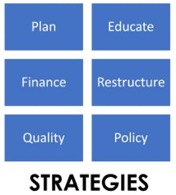 Plan Educate
Finance Restructure
Quality Policy
STRATEGIES